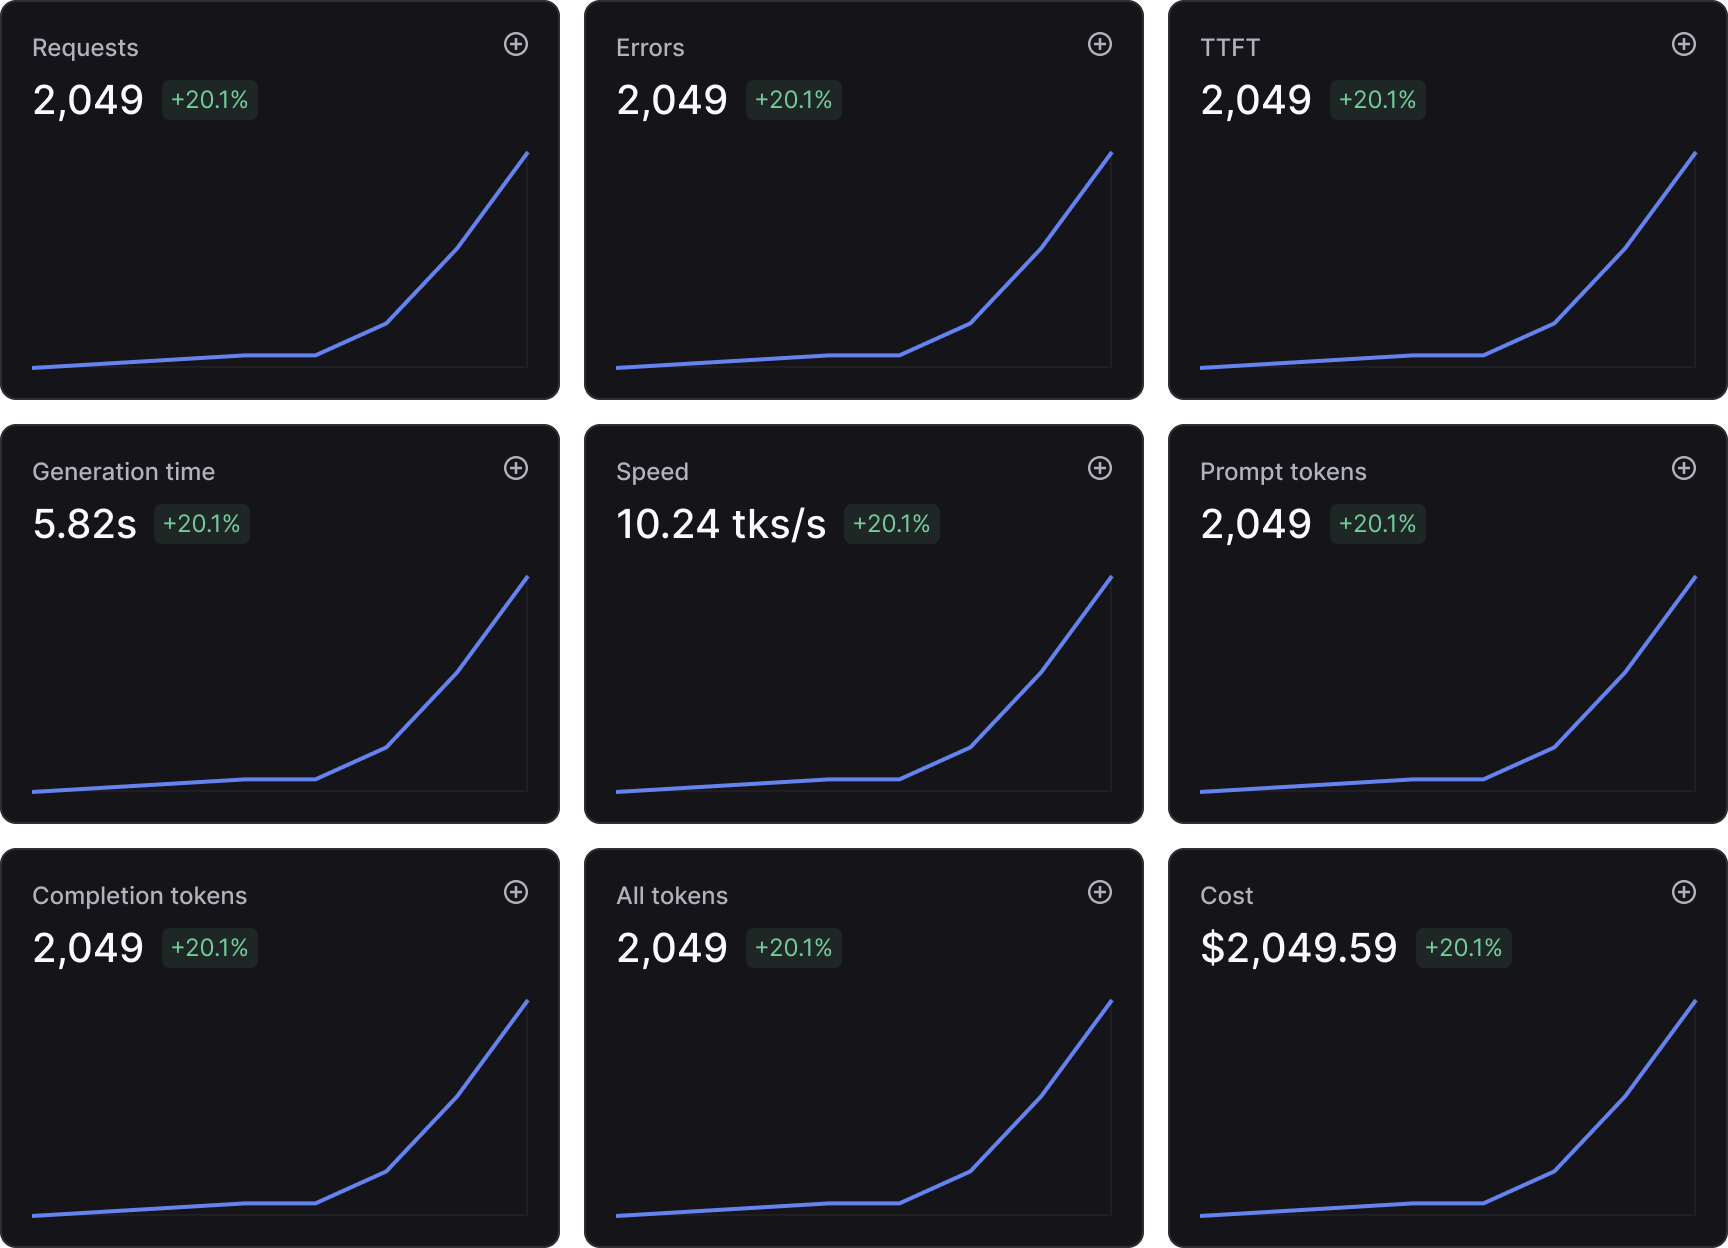 Requests
2,049 +20.1%
Errors
2,049 +20.1%
TTFT
2,049 +20.1%
Generation time
5.82s +20.1%
Speed
10.24 tks/s +20.1%
Prompt tokens
2,049 +20.1%
Completion tokens
2,049 +20.1%
All tokens
2,049 +20.1%
Cost
$2,049.59 +20.1%